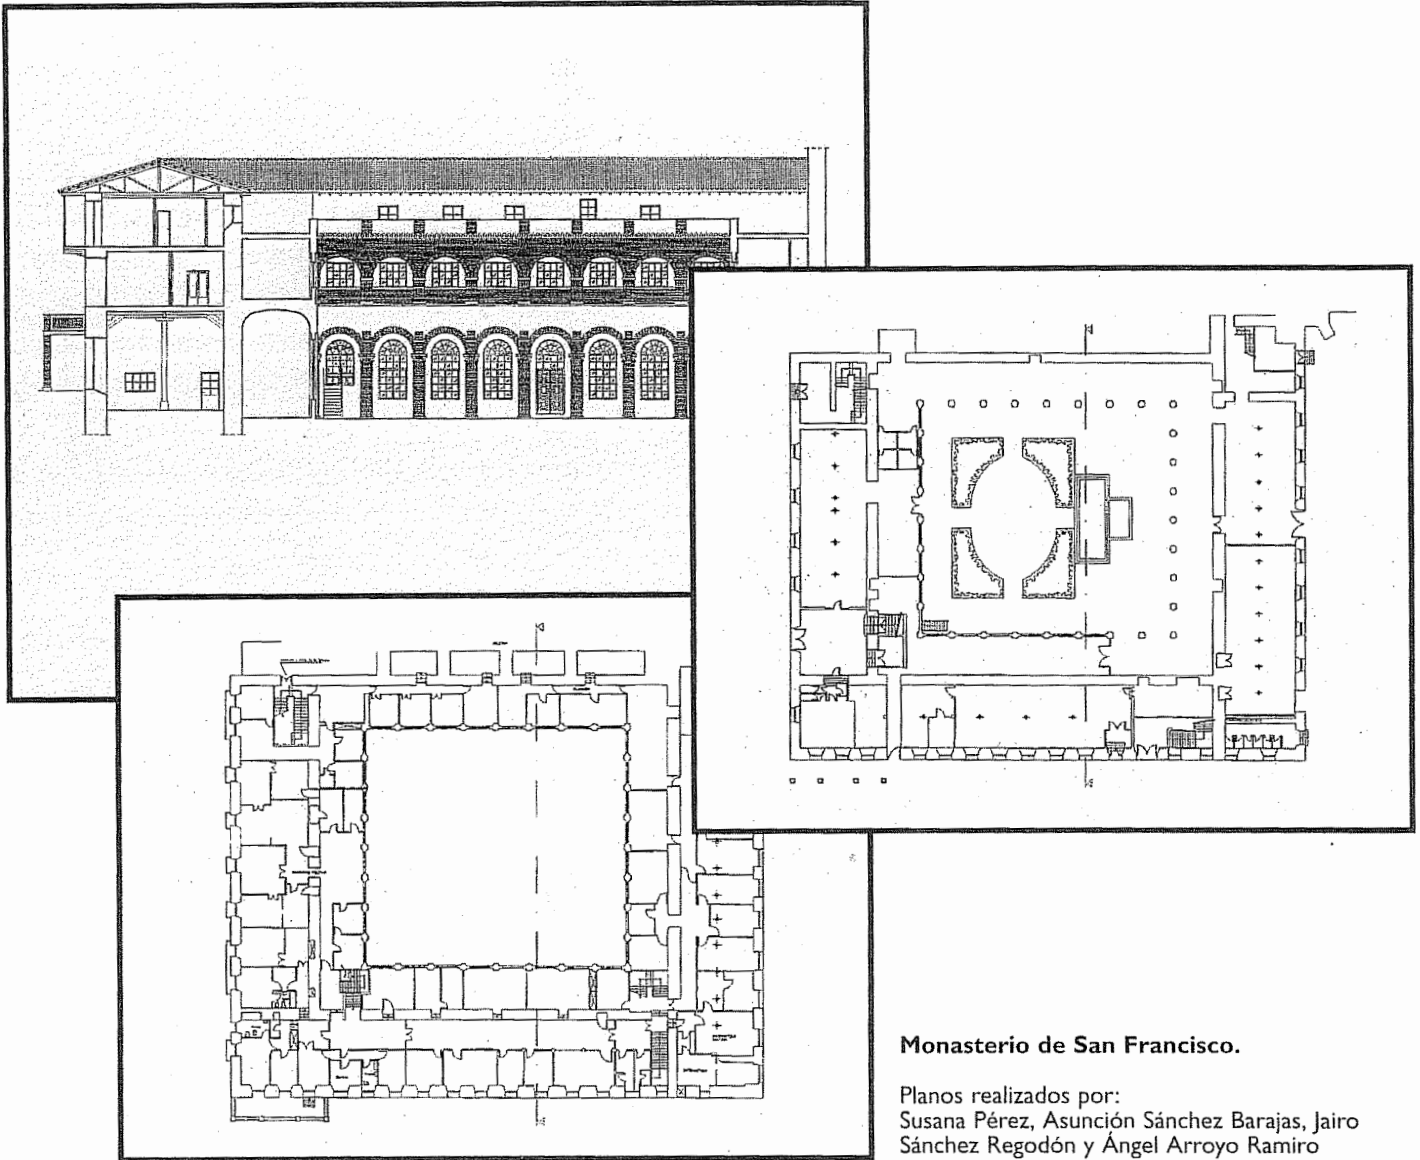 Monasterio de San Francisco.
Planos realizados por:
Susana Pérez, Asunción Sánchez Barajas, Jairo
Sánchez Regodón y Ángel Arroyo Ramiro